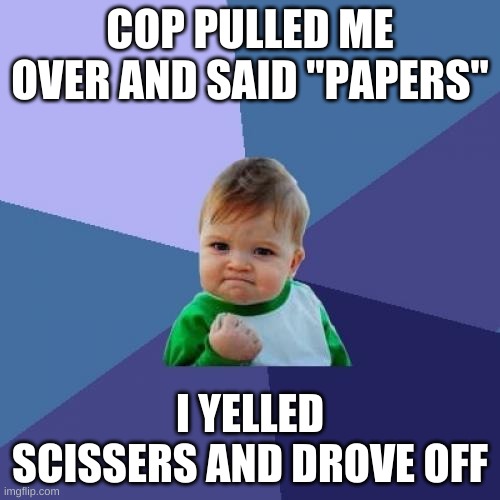 COP PULLED ME
OVER AND SAID "PAPERS"
I YELLED
SCISSERS AND DROVE OFF
imgflip.com